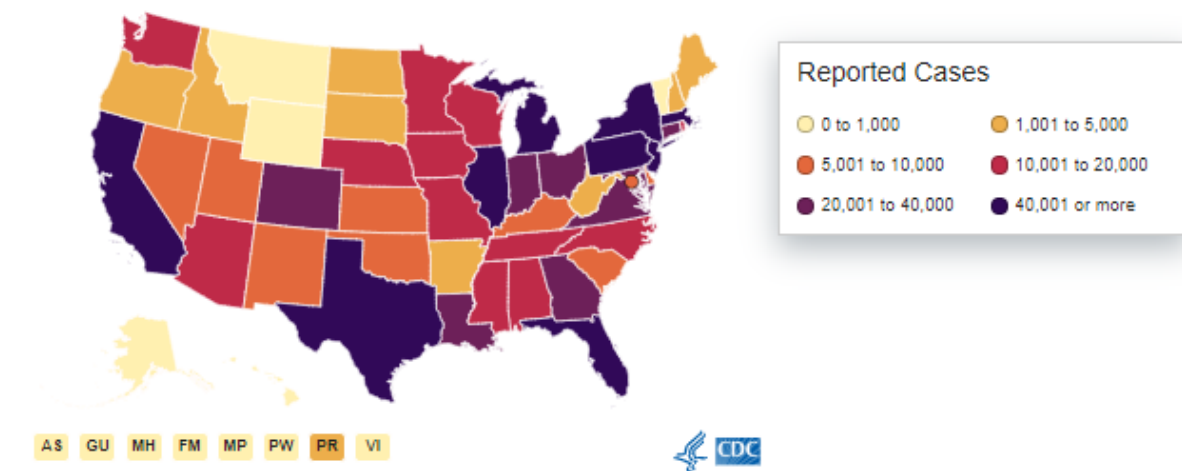 Reported Cases
0 to 1,000 1,001 to 5,000
5,001 to 10,000 10,001 to 20,000
20,001 to 40,000 40,001 or more
AS GU MH FM MP PW PR VI
CDC